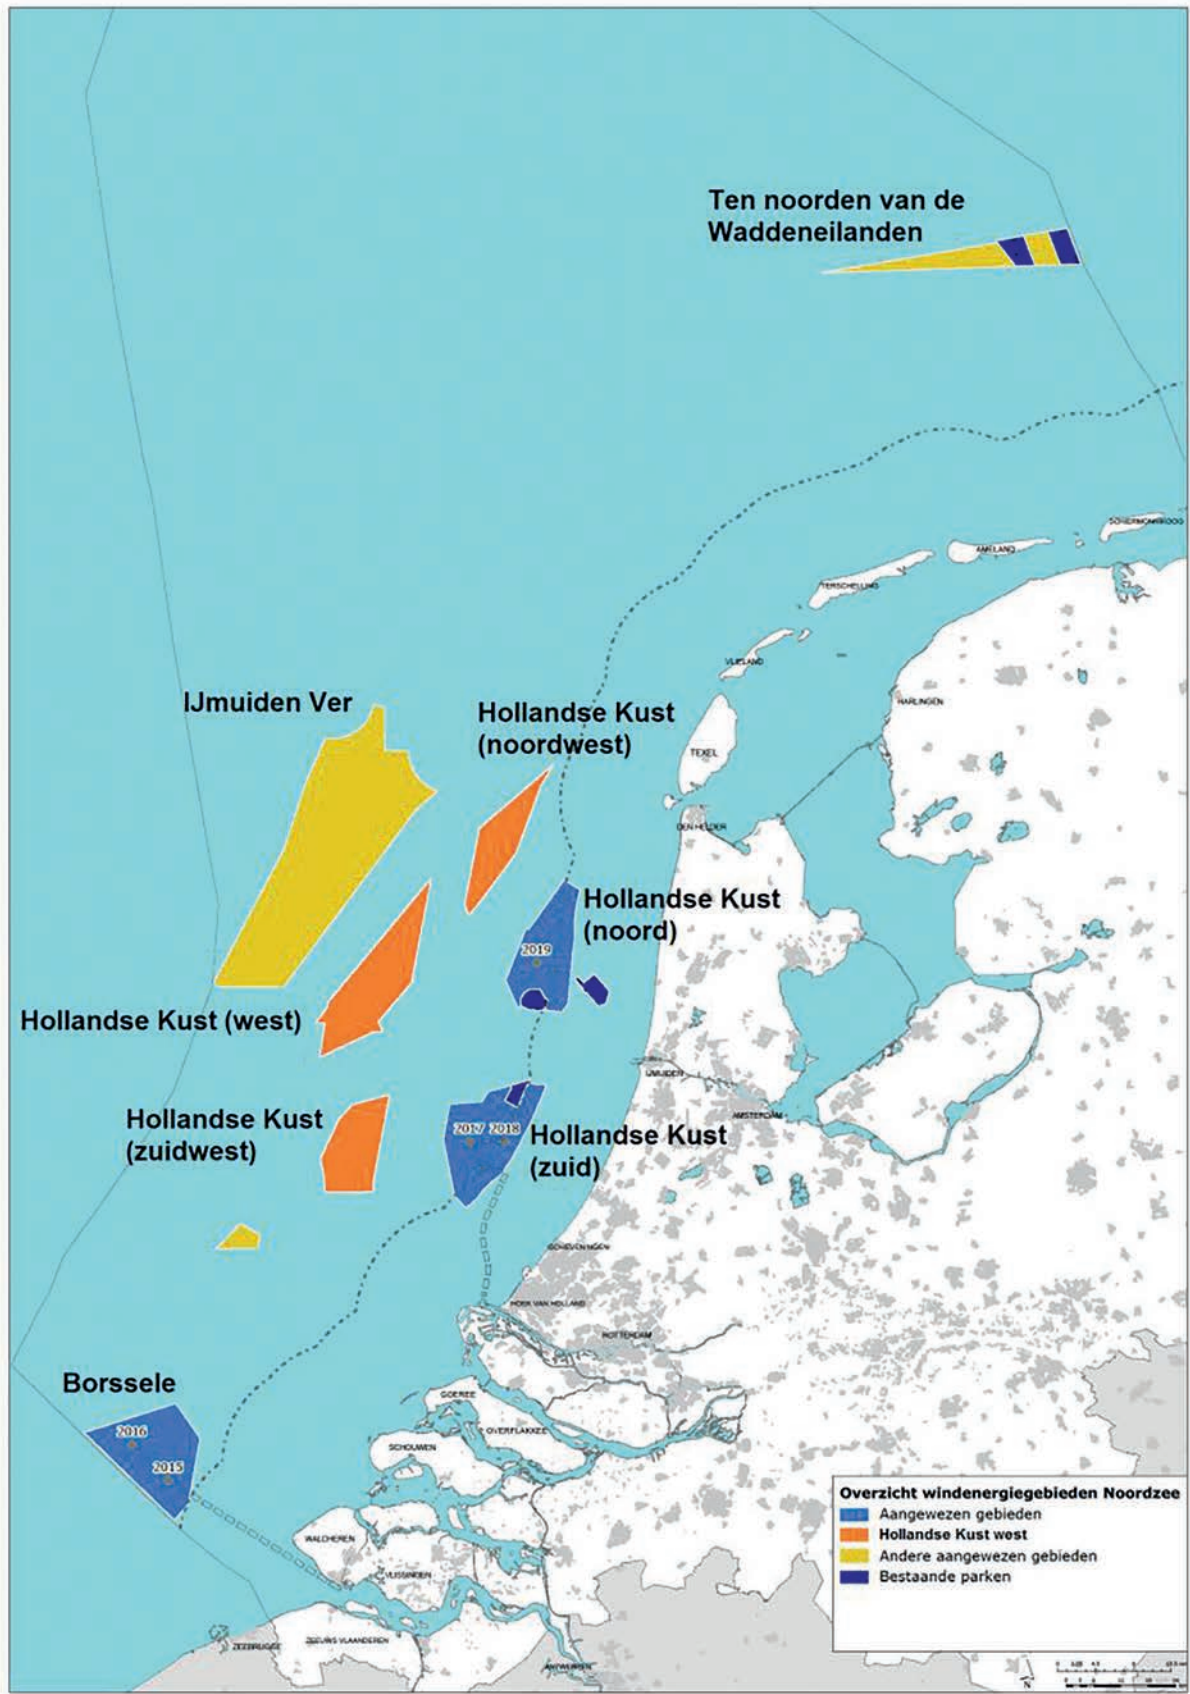 Ten noorden van de
Waddeneilanden
SCHIERMONNIKOOG
AMELAND
TERSCHELLING
VLIELAND
HARLINGEN
IJmuiden Ver
Hollandse Kust
(noordwest)
TEXEL
DEN HELDER
Hollandse Kust
(noord)
2019
Hollandse Kust (west)
IJMUIDEN
AMSTERDAM
Hollandse Kust
(zuidwest)
2017 2018
Hollandse Kust
(zuid)
SCHEVENINGEN
HOEK VAN HOLLAND
ROTTERDAM
Borssele
2016
2015
GOEREE
OVERFLAKKEE
SCHOUWEN
WALCHEREN
VLISSINGEN
ZEEBRUGGE
ZEEUWS VLAANDEREN
ANTWERPEN
Overzicht windenergiegebieden Noordzee
Aangewezen gebieden
Hollandse Kust west
Andere aangewezen gebieden
Bestaande parken
N